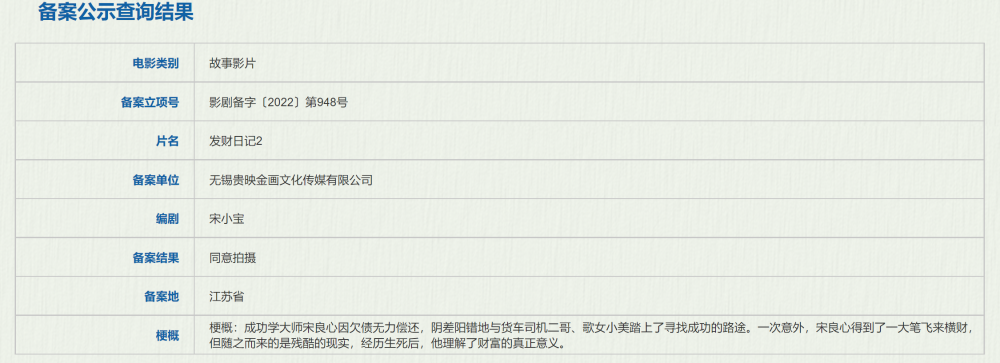 备案公示查询结果
电影类别 故事影片
备案立项号 影剧备字〔2022〕第948号
片名 发财日记2
备案单位 无锡贵映金画文化传媒有限公司
编剧 宋小宝
备案结果 同意拍摄
备案地 江苏省
梗概 梗概：成功学大师宋良心因欠债无力偿还，阴差阳错地与货车司机二哥、歌女小美踏上了寻找成功的路途。一次意外，宋良心得到了一大笔飞来横财，
但随之而来的是残酷的现实，经历生死后，他理解了财富的真正意义。